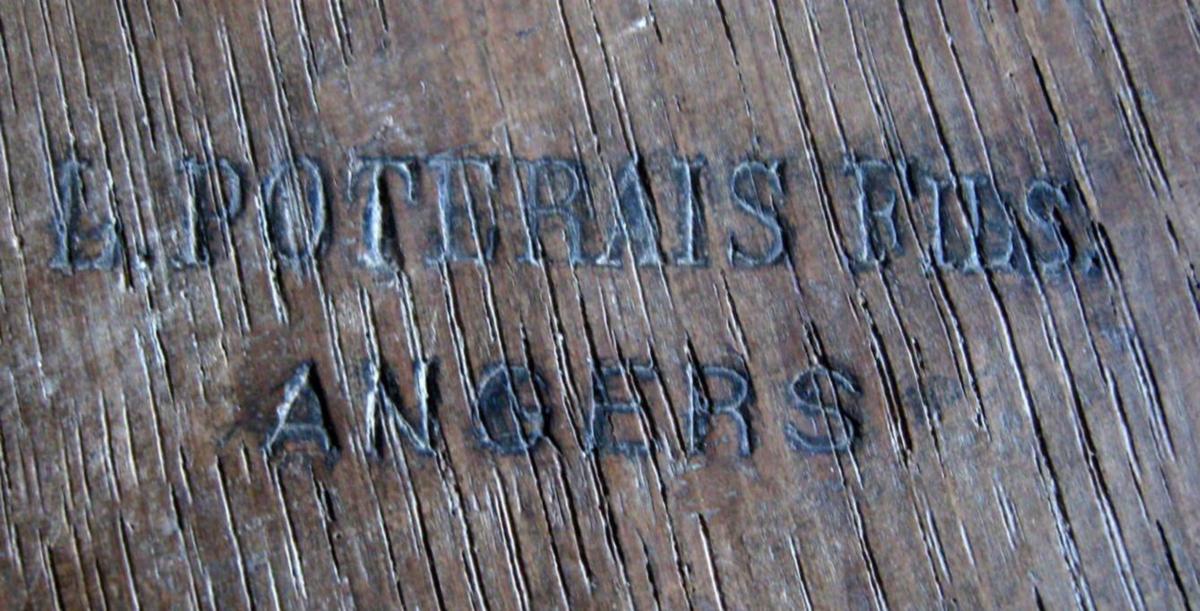 L. POTERAIS FILS.
ANGERS